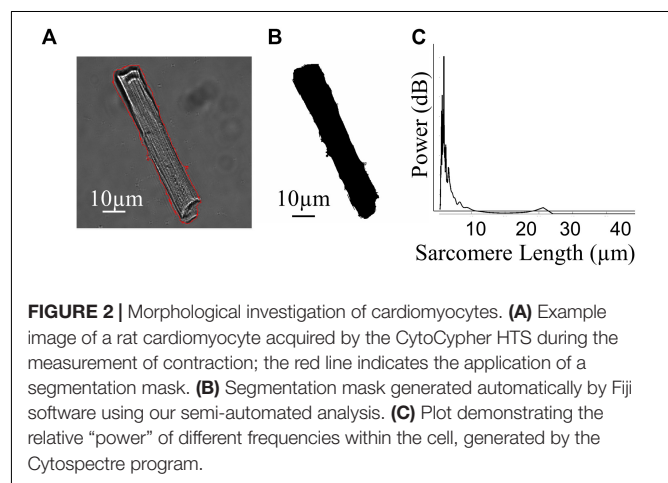 A
B
C
10µm
10µm
Power (dB)
10 20 30 40
Sarcomere Length (µm)
FIGURE 2 | Morphological investigation of cardiomyocytes. (A) Example
image of a rat cardiomyocyte acquired by the CytoCypher HTS during the
measurement of contraction; the red line indicates the application of a
segmentation mask. (B) Segmentation mask generated automatically by Fiji
software using our semi-automated analysis. (C) Plot demonstrating the
relative “power” of different frequencies within the cell, generated by the
Cytospectre program.